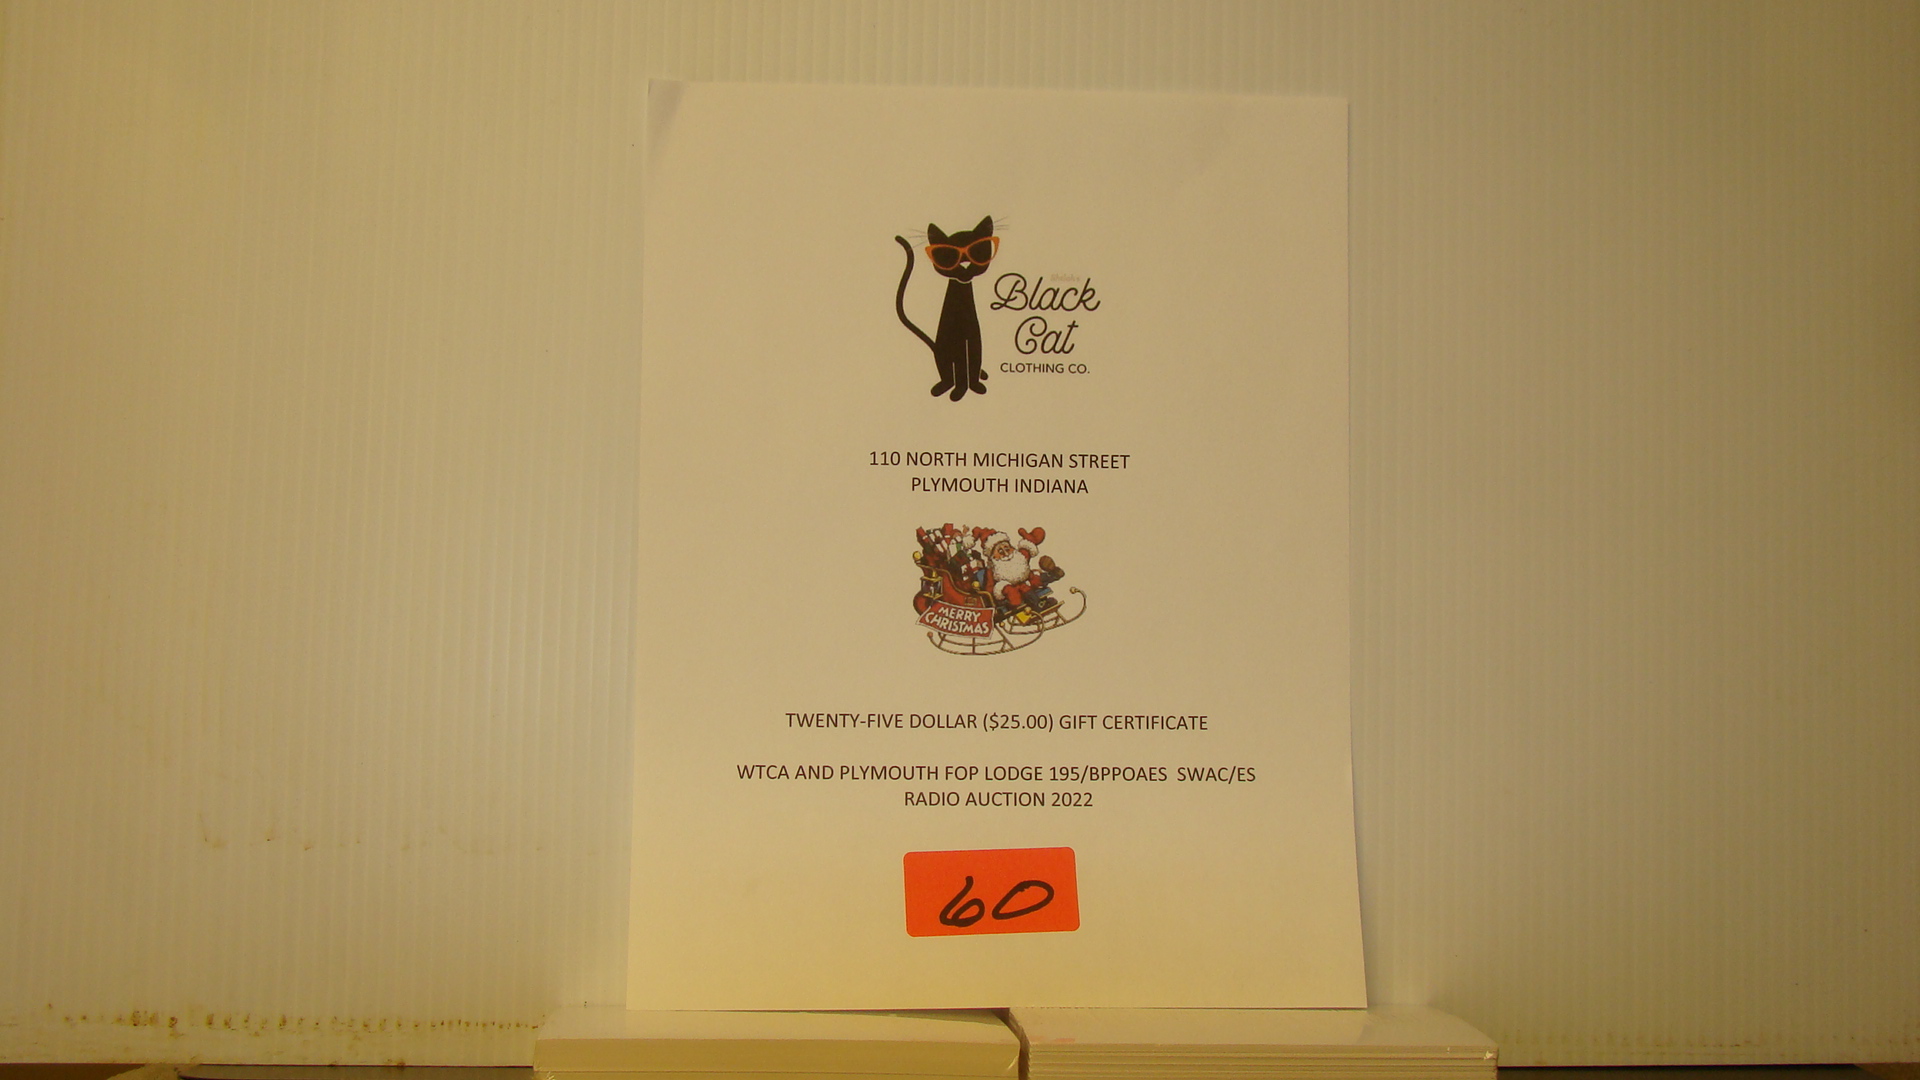 Black
Cat
CLOTHING CO.
110 NORTH MICHIGAN STREET
PLYMOUTH INDIANA
MERRY
CHRISTMAS
TWENTY-FIVE DOLLAR ($25.00) GIFT CERTIFICATE
WTCA AND PLYMOUTH FOP LODGE 195/BPPOAES SWAC/ES
RADIO AUCTION 2022
60